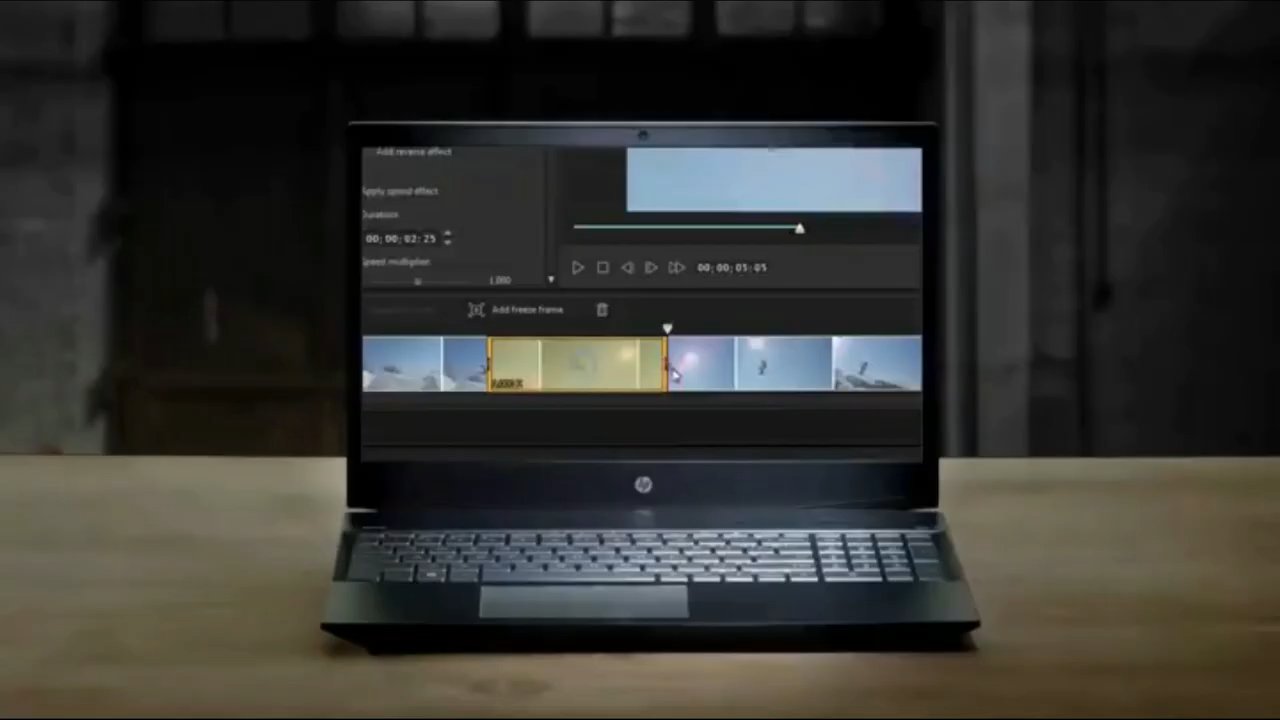 Add reverse effect
Apply speed effect
Duration
00;00;02;25
Speed multiplier
1.000
00;00;05;05
Add freeze frame
hp